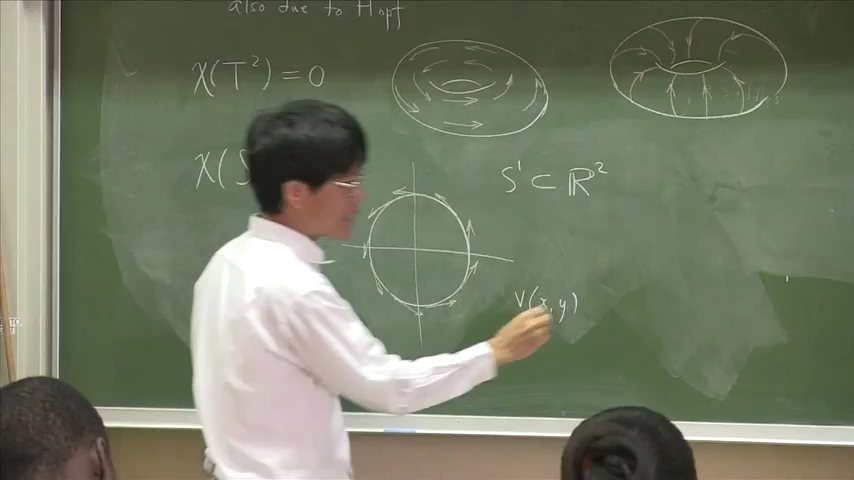 also due to Hopf
χ(T²) = 0
χ(S
S¹ ⊂ ℝ²
V(x,y)